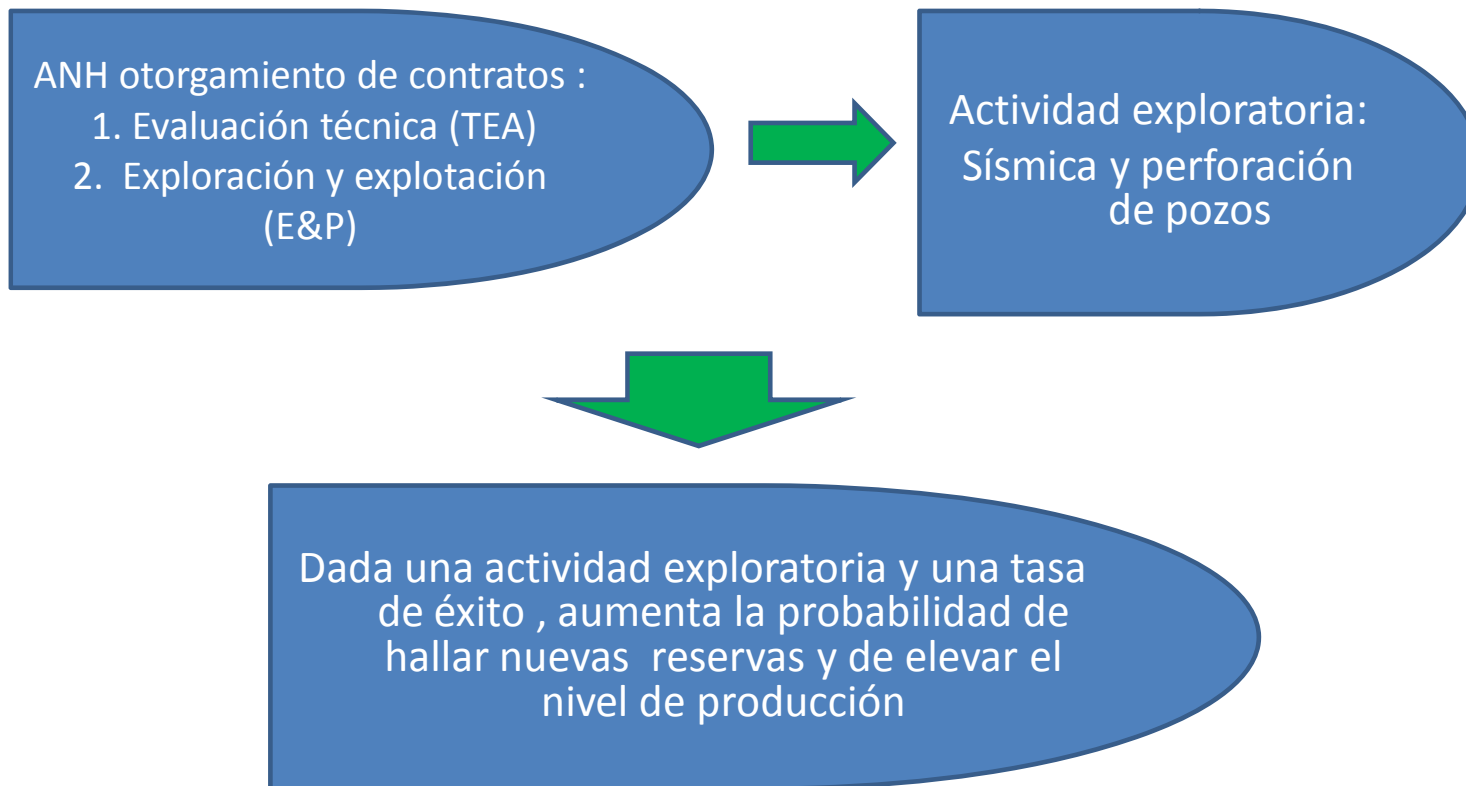 ANH otorgamiento de contratos :
1. Evaluación técnica (TEA)
2. Exploración y explotación
(E&P)
Actividad exploratoria:
Sísmica y perforación
de pozos
Dada una actividad exploratoria y una tasa
de éxito , aumenta la probabilidad de
hallar nuevas reservas y de elevar el
nivel de producción